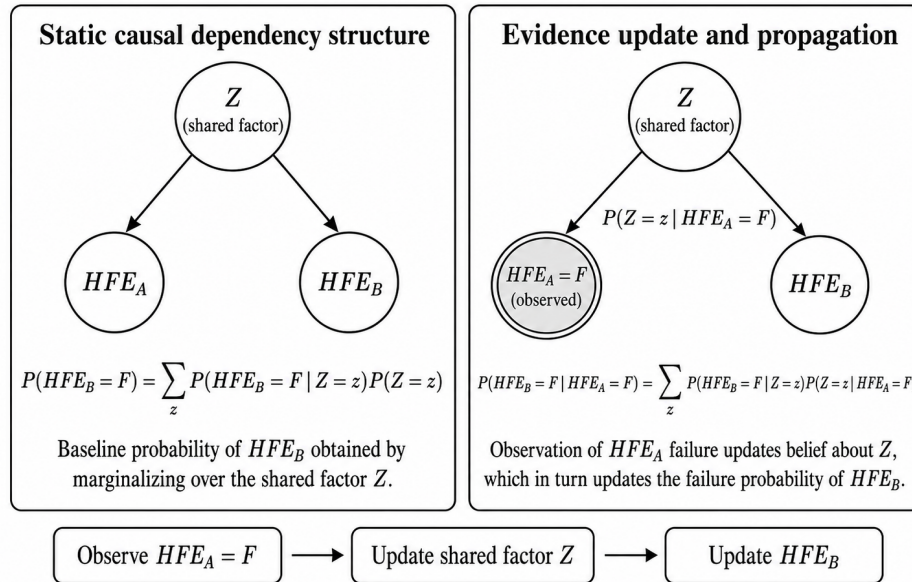 Static causal dependency structure
Z
(shared factor)
HFE_A
HFE_B
P(HFE_B = F) = ∑_z P(HFE_B = F | Z = z)P(Z = z)
Baseline probability of HFE_B obtained by
marginalizing over the shared factor Z.
Evidence update and propagation
Z
(shared factor)
P(Z = z | HFE_A = F)
HFE_A = F
(observed)
HFE_B
P(HFE_B = F | HFE_A = F) = ∑_z P(HFE_B = F | Z = z)P(Z = z | HFE_A = F
Observation of HFE_A failure updates belief about Z,
which in turn updates the failure probability of HFE_B.
Observe HFE_A = F
Update shared factor Z
Update HFE_B